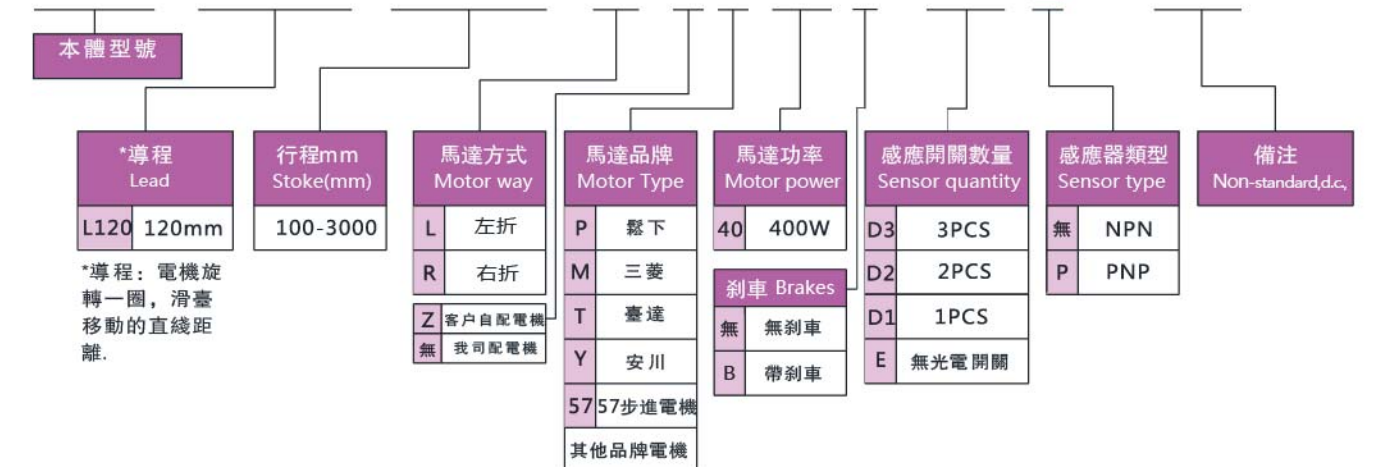 本體型號
*導程
Lead
L120 120mm
*導程: 電機旋
轉一圈，滑臺
移動的直綫距
離.
行程mm
Stoke(mm)
100-3000
馬達方式
Motor way
L 左折
R 右折
Z 客户自配電機
無 我司配電機
馬達品牌
Motor Type
P 鬆下
M 三菱
T 臺達
Y 安川
57 57步進電機
其他品牌電機
馬達功率
Motor power
40 400W
刹車 Brakes
無 無刹車
B 帶刹車
感應開關數量
Sensor quantity
D3 3PCS
D2 2PCS
D1 1PCS
E 無光電開關
感應器類型
Sensor type
無 NPN
P PNP
備注
Non-standard,d.c,